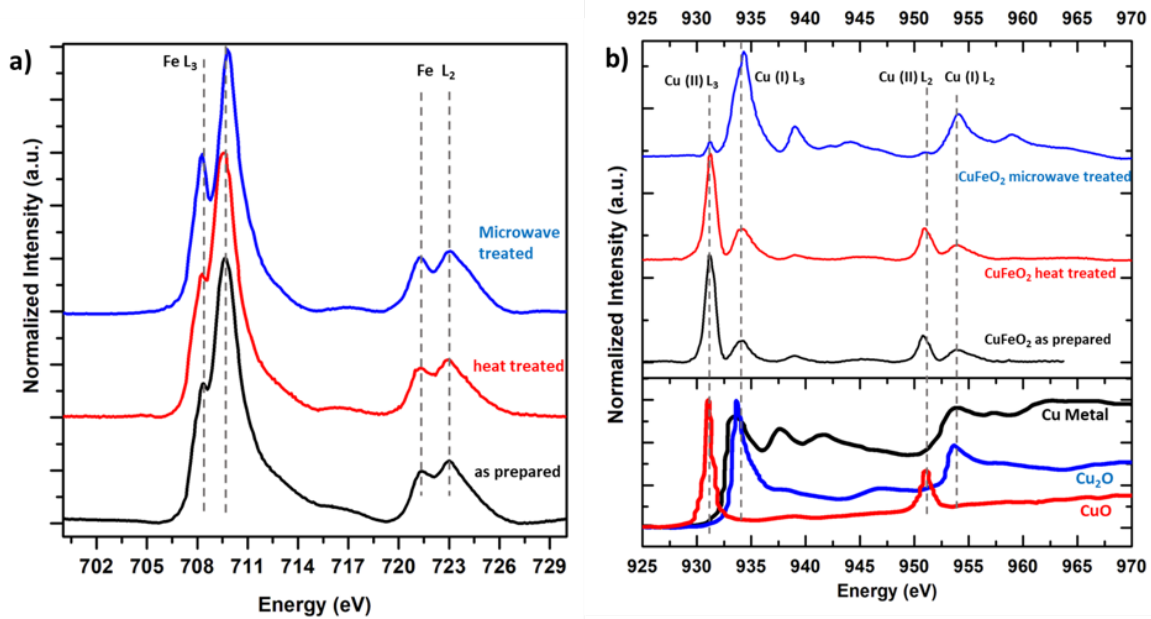 a)
Fe L₃
Fe L₂
Microwave
treated
heat treated
as prepared
Normalized Intensity (a.u.)
702 705 708 711 714 717 720 723 726 729
Energy (eV)
b)
925 930 935 940 945 950 955 960 965 970
Cu (II) L₃
Cu (I) L₃
Cu (II) L₂
Cu (I) L₂
CuFeO₂ microwave treated
CuFeO₂ heat treated
CuFeO₂ as prepared
Cu Metal
Cu₂O
CuO
Normalized Intensity (a.u.)
925 930 935 940 945 950 955 960 965 970
Energy (eV)